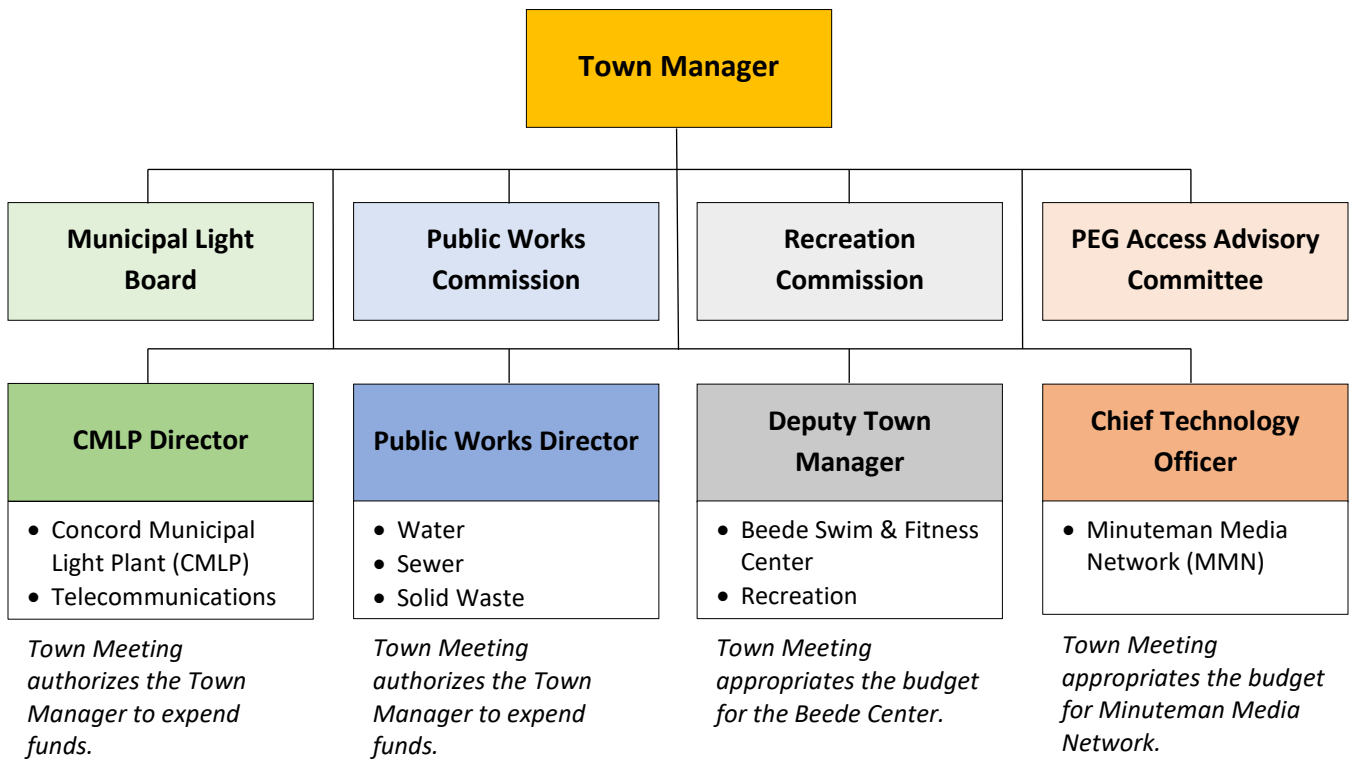 Town Manager
Municipal Light
Board
Public Works
Commission
Recreation
Commission
PEG Access Advisory
Committee
CMLP Director
Public Works Director
Deputy Town
Manager
Chief Technology
Officer
• Concord Municipal
Light Plant (CMLP)
• Telecommunications
• Water
• Sewer
• Solid Waste
• Beede Swim & Fitness
Center
• Recreation
• Minuteman Media
Network (MMN)
Town Meeting
authorizes the Town
Manager to expend
funds.
Town Meeting
authorizes the Town
Manager to expend
funds.
Town Meeting
appropriates the budget
for the Beede Center.
Town Meeting
appropriates the budget
for Minuteman Media
Network.